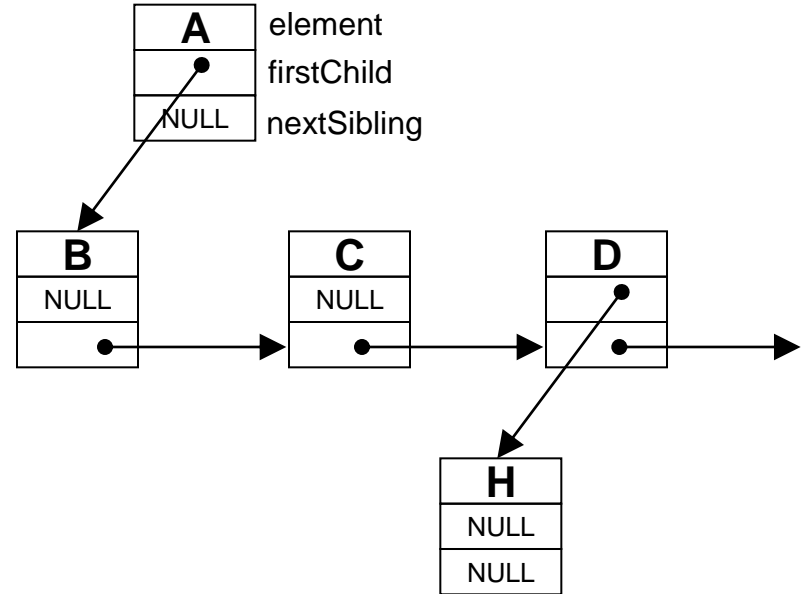 A element
firstChild
NULL nextSibling
B C D
NULL NULL
H
NULL
NULL